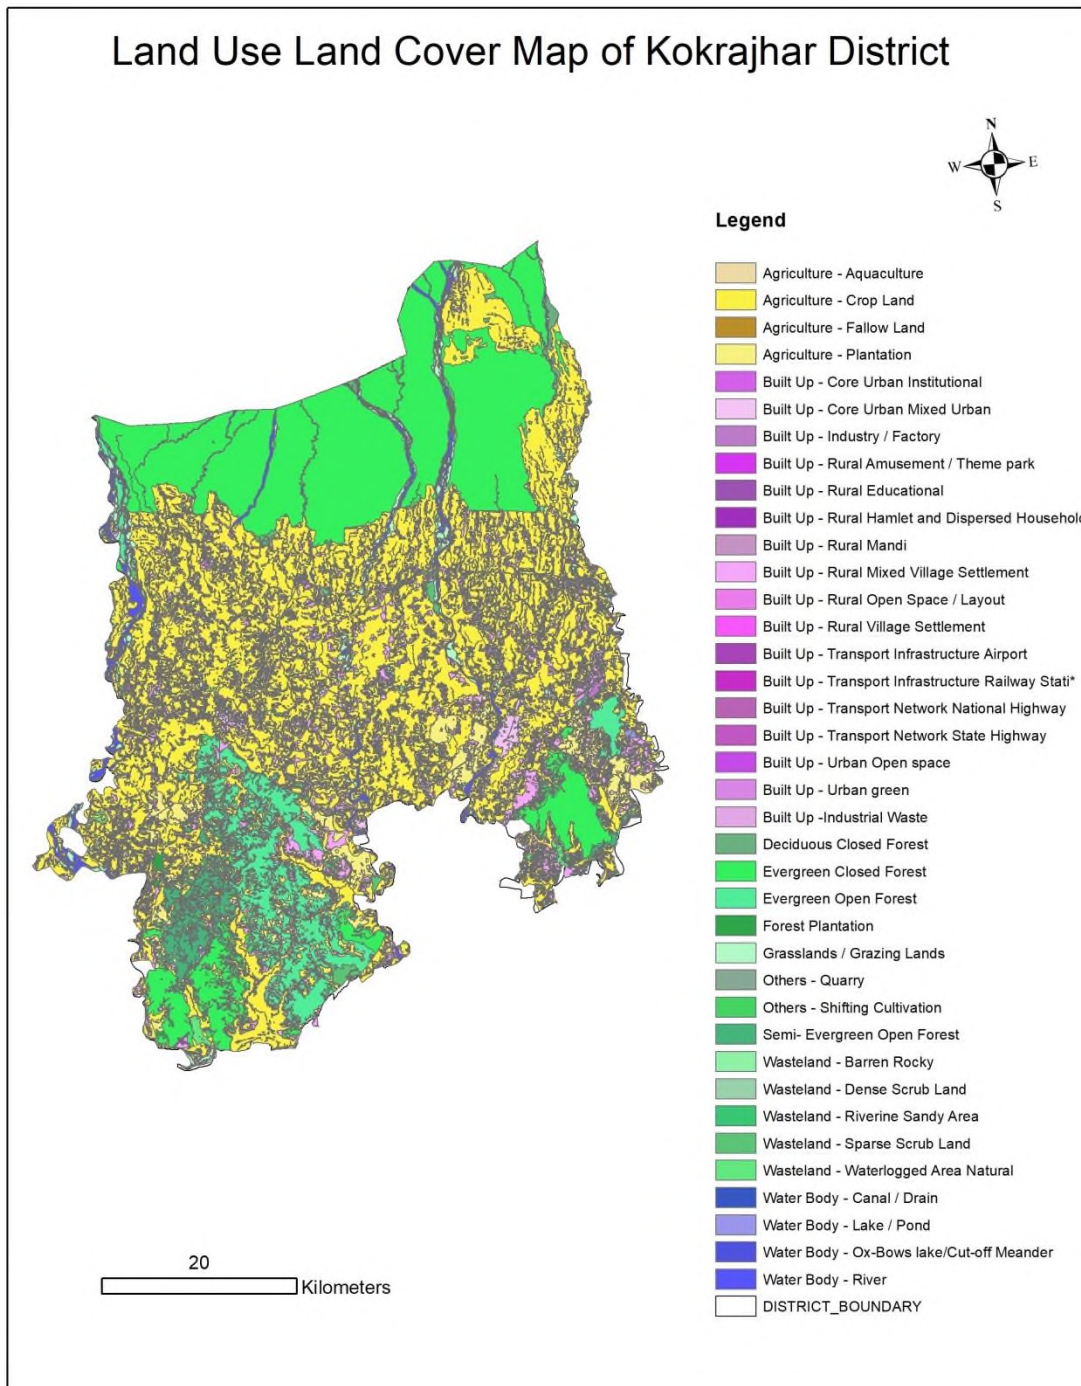 Land Use Land Cover Map of Kokrajhar District
N
W
E
S
Legend
Agriculture - Aquaculture
Agriculture - Crop Land
Agriculture - Fallow Land
Agriculture - Plantation
Built Up - Core Urban Institutional
Built Up - Core Urban Mixed Urban
Built Up - Industry / Factory
Built Up - Rural Amusement / Theme park
Built Up - Rural Educational
Built Up - Rural Hamlet and Dispersed Household
Built Up - Rural Mandi
Built Up - Rural Mixed Village Settlement
Built Up - Rural Open Space / Layout
Built Up - Rural Village Settlement
Built Up - Transport Infrastructure Airport
Built Up - Transport Infrastructure Railway Stati*
Built Up - Transport Network National Highway
Built Up - Transport Network State Highway
Built Up - Urban Open space
Built Up - Urban green
Built Up -Industrial Waste
Deciduous Closed Forest
Evergreen Closed Forest
Evergreen Open Forest
Forest Plantation
Grasslands / Grazing Lands
Others - Quarry
Others - Shifting Cultivation
Semi- Evergreen Open Forest
Wasteland - Barren Rocky
Wasteland - Dense Scrub Land
Wasteland - Riverine Sandy Area
Wasteland - Sparse Scrub Land
Wasteland - Waterlogged Area Natural
Water Body - Canal / Drain
Water Body - Lake / Pond
Water Body - Ox-Bows lake/Cut-off Meander
Water Body - River
DISTRICT_BOUNDARY
20
Kilometers